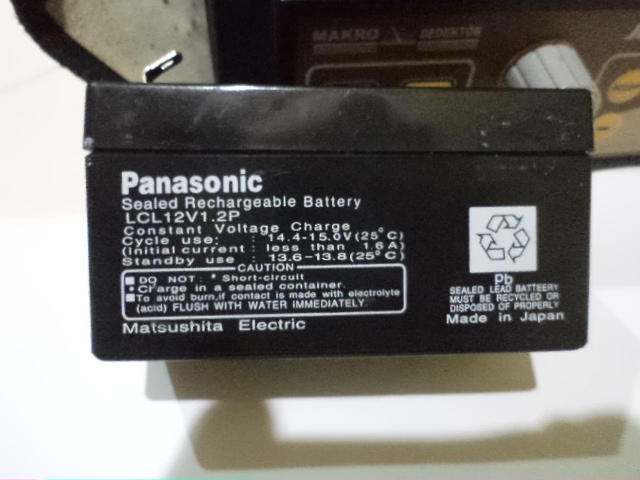 MAKRO DEDEKTÖR
Panasonic
Sealed Rechargeable Battery
LCL12V1.2P
Constant Voltage Charge
Cycle use: : 14.4-15.0V(25°C)
(Initial current : less than 1.6A)
Standby use : 13.6-13.8(25°C)
CAUTION
DO NOT: * Short-circuit
* Charge in a sealed container.
To avoid burn,if contact is made with electrolyte
(acid) FLUSH WITH WATER IMMEDIATELY.
Matsushita Electric
Pb
SEALED LEAD BATTEERY
MUST BE RECYCLED OR
DISPOSED OF PROPERLY
Made in Japan